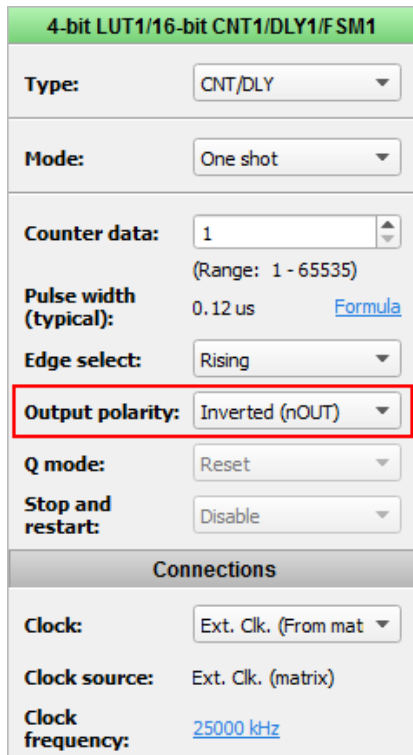 4-bit LUT1/16-bit CNT1/DLY1/FSM1
Type: CNT/DLY
Mode: One shot
Counter data: 1
(Range: 1 - 65535)
Pulse width
(typical): 0.12 us Formula
Edge select: Rising
Output polarity: Inverted (nOUT)
Q mode: Reset
Stop and
restart: Disable
Connections
Clock: Ext. Clk. (From mat
Clock source: Ext. Clk. (matrix)
Clock
frequency: 25000 kHz